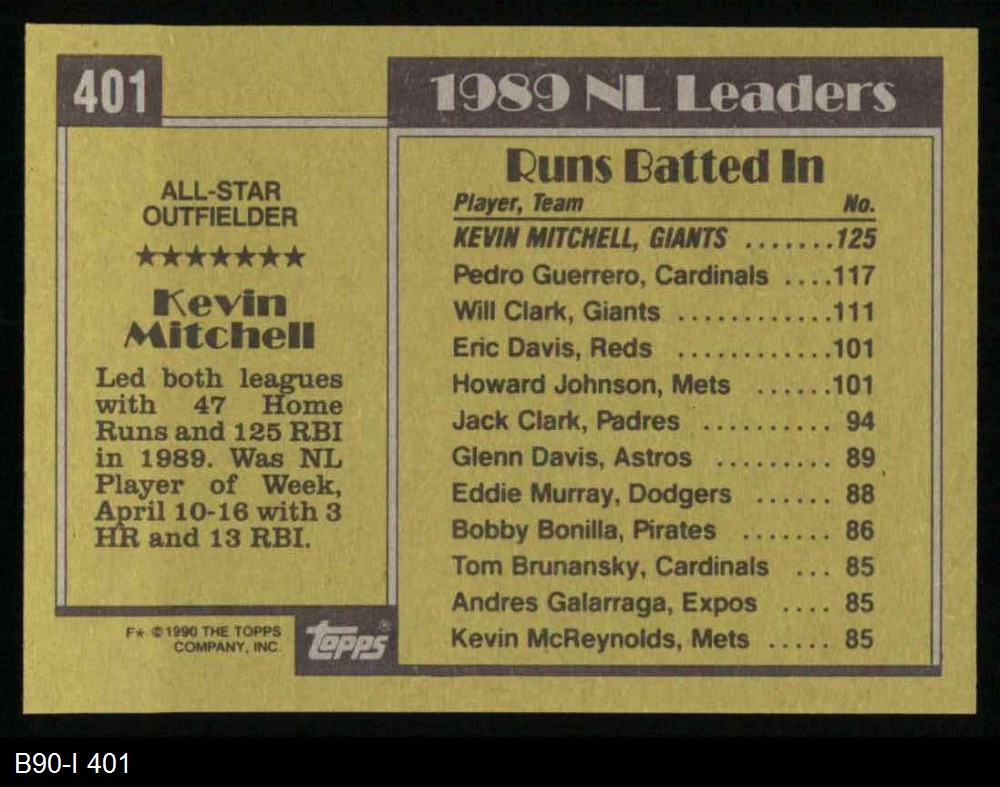 401
ALL-STAR
OUTFIELDER
★★★★★★★
Kevin
Mitchell
Led both leagues
with 47 Home
Runs and 125 RBI
in 1989. Was NL
Player of Week,
April 10-16 with 3
HR and 13 RBI.
F★ ©1990 THE TOPPS
COMPANY, INC.
topps®
1989 NL Leaders
Runs Batted In
Player, Team No.
KEVIN MITCHELL, GIANTS .......125
Pedro Guerrero, Cardinals ....117
Will Clark, Giants ............111
Eric Davis, Reds ............101
Howard Johnson, Mets ......101
Jack Clark, Padres .......... 94
Glenn Davis, Astros ......... 89
Eddie Murray, Dodgers ...... 88
Bobby Bonilla, Pirates ....... 86
Tom Brunansky, Cardinals ... 85
Andres Galarraga, Expos .... 85
Kevin McReynolds, Mets ..... 85
B90-I 401